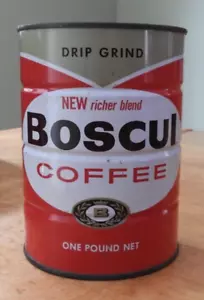 DRIP GRIND
NEW richer blend
BOSCUL
COFFEE
B
ONE POUND NET